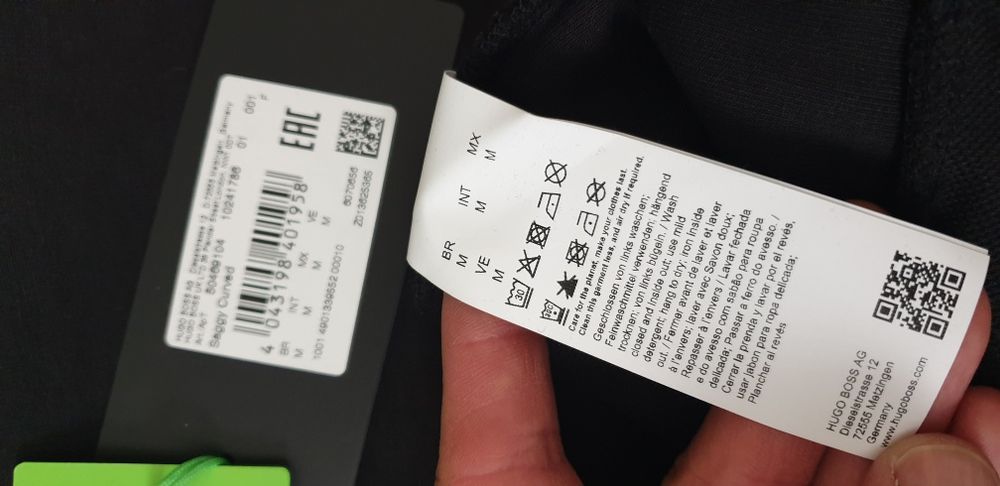 HUGO BOSS AG Dieselstrasse 12 D-72555 Metzingen, Germany
50469104 10241786 01 001 P
Saggy Curved
EAC
4 043198 401958
BR INT MX VE
M M M M
6070656
Z013625365
BR INT MX
M M M
VE
M
30
Care for the planet, make your clothes last.
Clean this garment less, and air dry if required.
Geschlossen von links waschen;
Feinwaschmittel verwenden; hängend
trocknen; von links bügeln. / Wash
closed and inside out; use mild
detergent; hang to dry; iron inside
out. / Fermer avant de laver et laver
à l'envers; laver avec Savon doux;
Repasser à l'envers / Lavar fechada
e do avesso com sabão para roupa
delicada; Passar a ferro do avesso. /
Cerrar la prenda y lavar por el revés,
usar jabón para ropa delicada;
Planchar al revés
HUGO BOSS AG
Dieselstrasse 12
72555 Metzingen
Germany
www.hugoboss.com